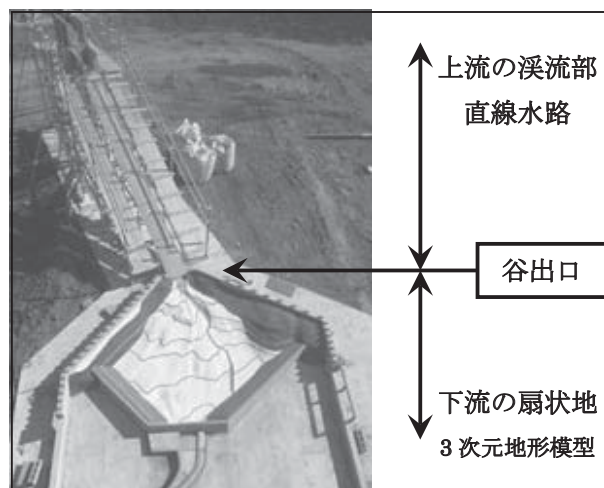 上流の渓流部
直線水路
谷出口
下流の扇状地
3次元地形模型